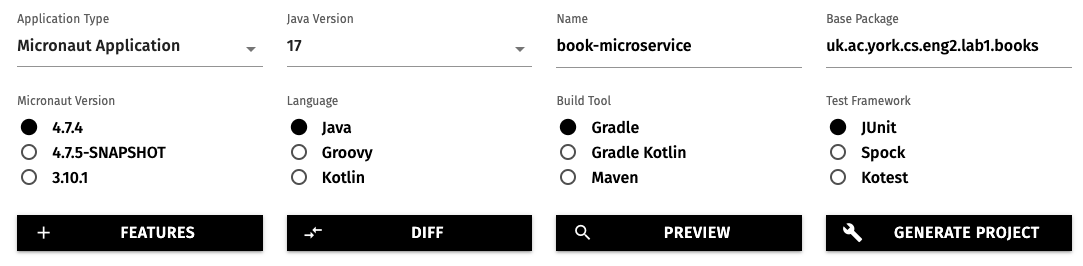 Application Type Java Version Name Base Package
Micronaut Application 17 book-microservice uk.ac.york.cs.eng2.lab1.books
Micronaut Version Language Build Tool Test Framework
4.7.4 Java Gradle JUnit
4.7.5-SNAPSHOT Groovy Gradle Kotlin Spock
3.10.1 Kotlin Maven Kotest
FEATURES DIFF PREVIEW GENERATE PROJECT